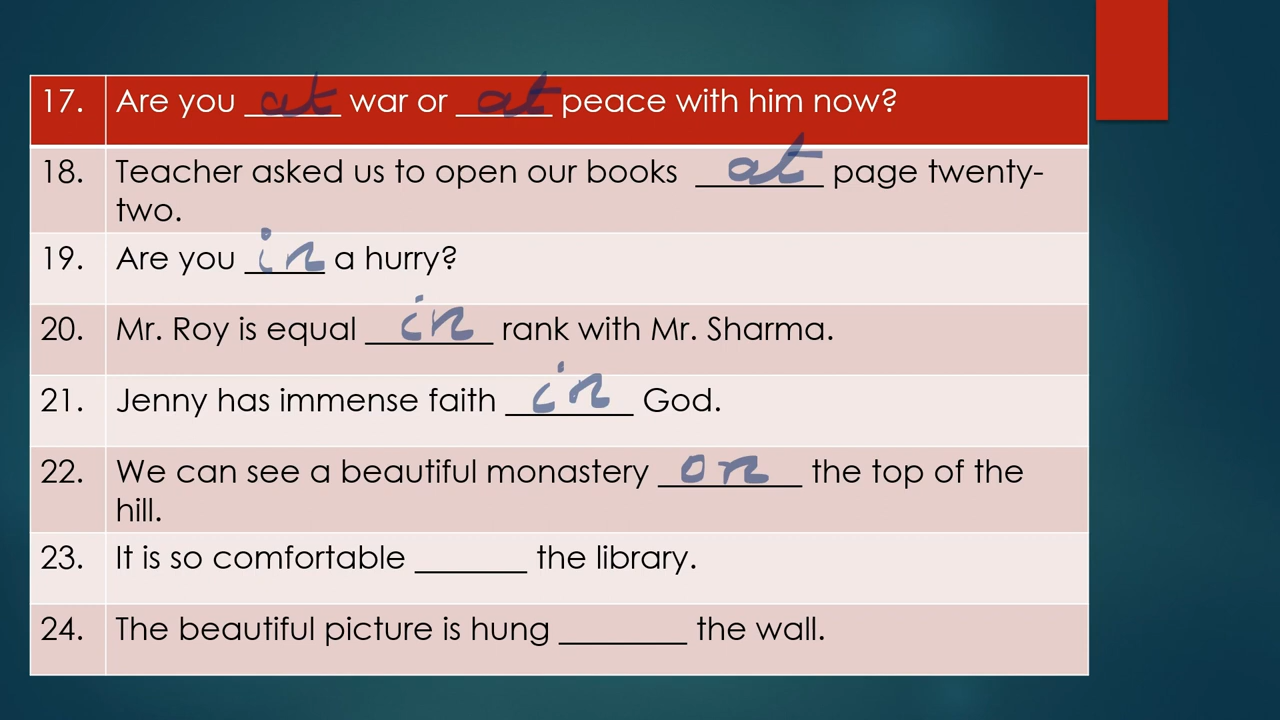 17. Are you at war or at peace with him now?
18. Teacher asked us to open our books at page twenty-
two.
19. Are you in a hurry?
20. Mr. Roy is equal in rank with Mr. Sharma.
21. Jenny has immense faith in God.
22. We can see a beautiful monastery on the top of the
hill.
23. It is so comfortable _______ the library.
24. The beautiful picture is hung ________ the wall.